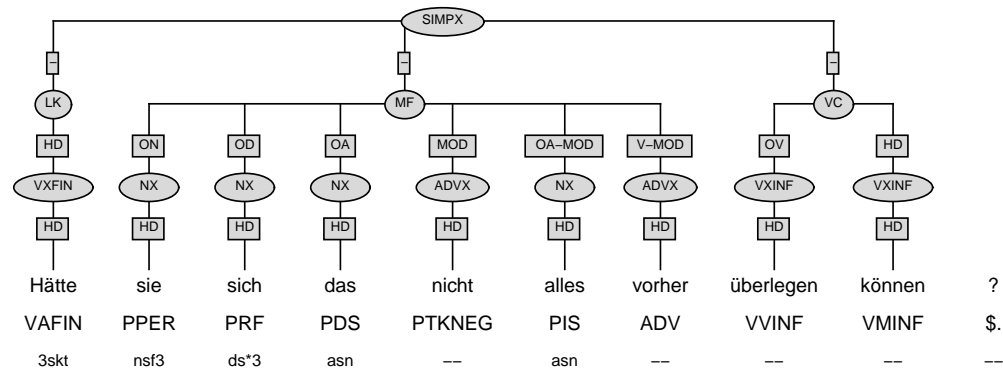 SIMPX
– – –
LK MF VC
HD ON OD OA MOD OA–MOD V–MOD OV HD
VXFIN NX NX NX ADVX NX ADVX VXINF VXINF
HD HD HD HD HD HD HD HD HD
Hätte sie sich das nicht alles vorher überlegen können ?
VAFIN PPER PRF PDS PTKNEG PIS ADV VVINF VMINF $.
3skt nsf3 ds*3 asn –– asn –– –– –– ––